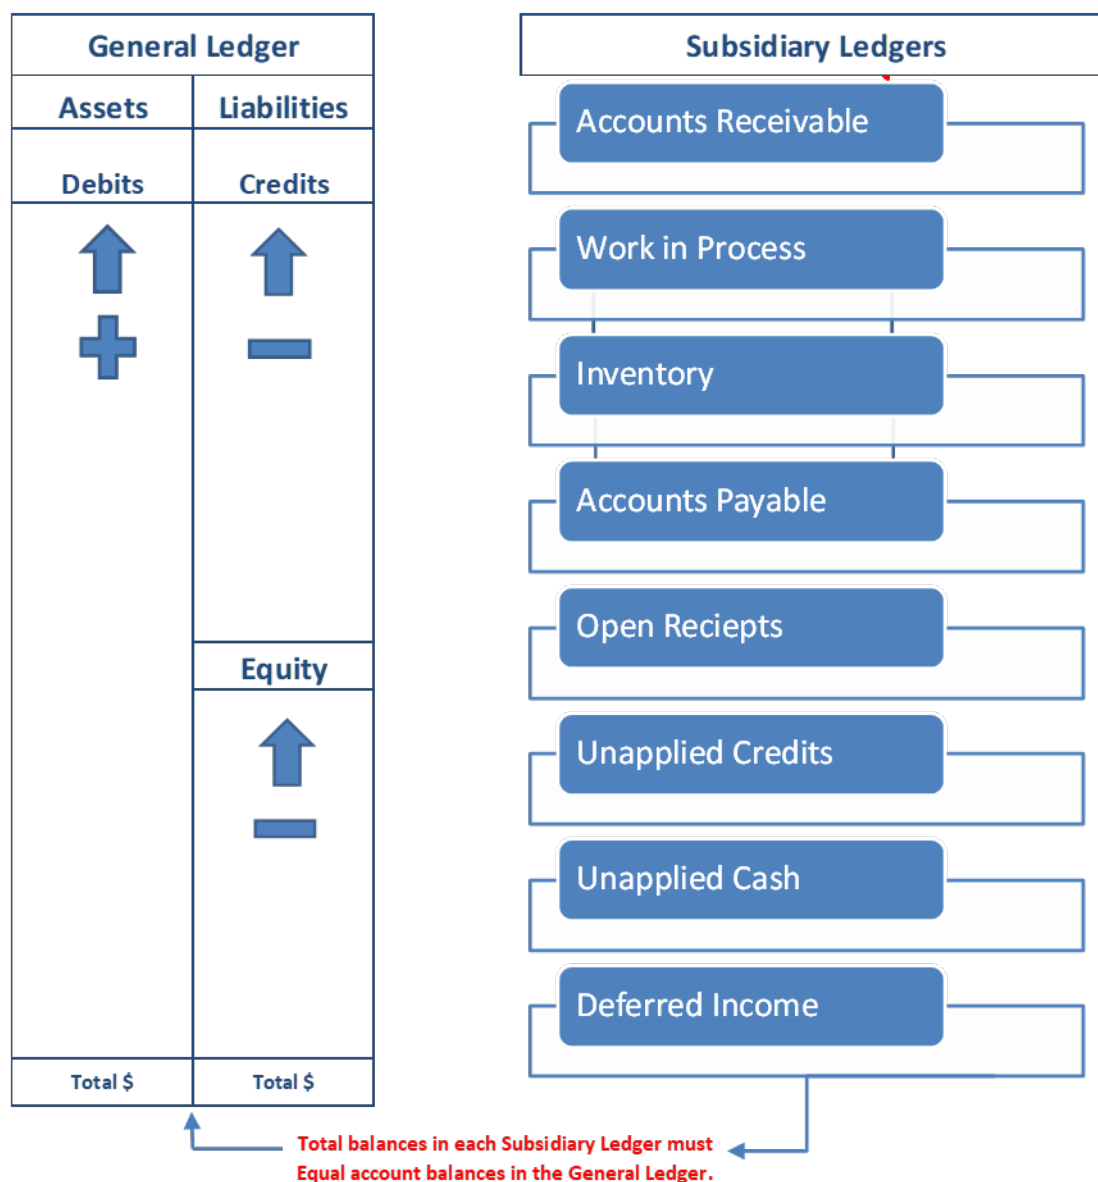 General Ledger
Assets
Liabilities
Debits
Credits
Equity
Total $
Total $
Subsidiary Ledgers
Accounts Receivable
Work in Process
Inventory
Accounts Payable
Open Reciepts
Unapplied Credits
Unapplied Cash
Deferred Income
Total balances in each Subsidiary Ledger must
Equal account balances in the General Ledger.